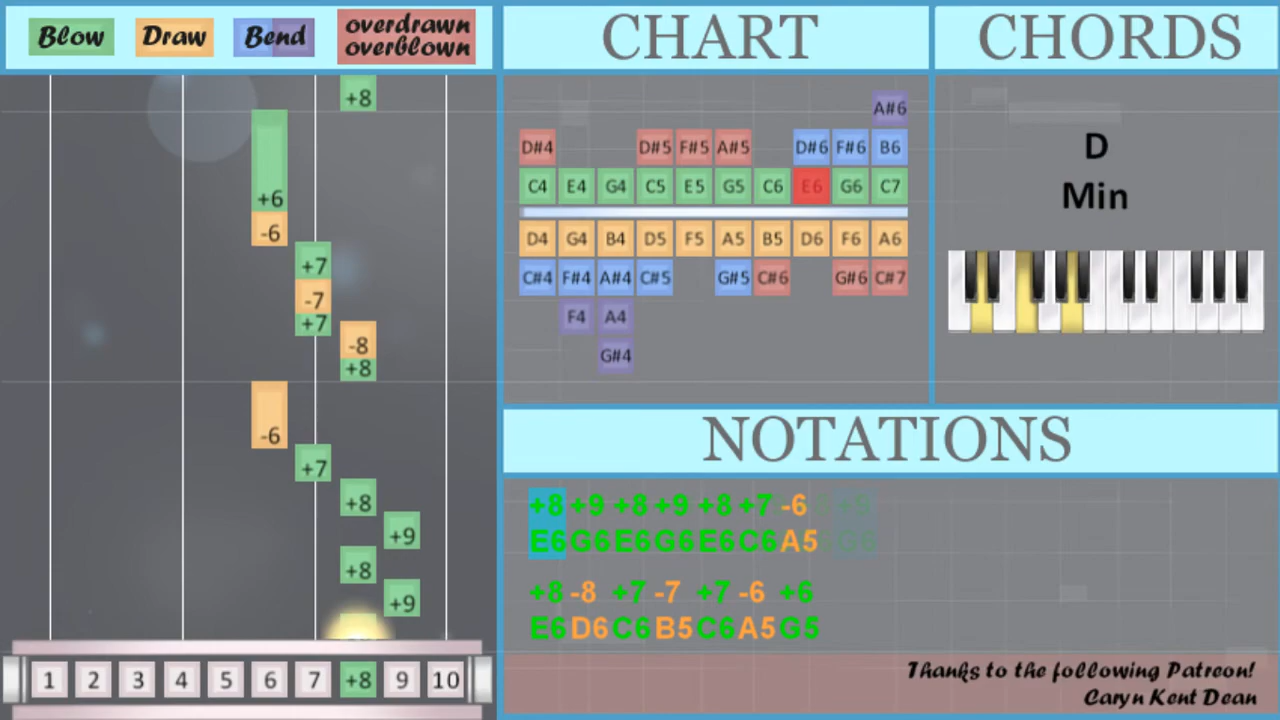 Blow Draw Bend overdrawn
overblown
+8
+6
-6
+7
-7
+7
-8
+8
-6
+7
+8
+9
+8
+9
1 2 3 4 5 6 7 +8 9 10
CHART
A#6
D#4 D#5 F#5 A#5 D#6 F#6 B6
C4 E4 G4 C5 E5 G5 C6 E6 G6 C7
D4 G4 B4 D5 F5 A5 B5 D6 F6 A6
C#4 F#4 A#4 C#5 G#5 C#6 G#6 C#7
F4 A4
G#4
CHORDS
D
Min
NOTATIONS
+8 +9 +8 +9 +8 +7 -6
E6 G6 E6 G6 E6 C6 A5
+8 -8 +7 -7 +7 -6 +6
E6 D6 C6 B5 C6 A5 G5
Thanks to the following Patreon!
Caryn Kent Dean